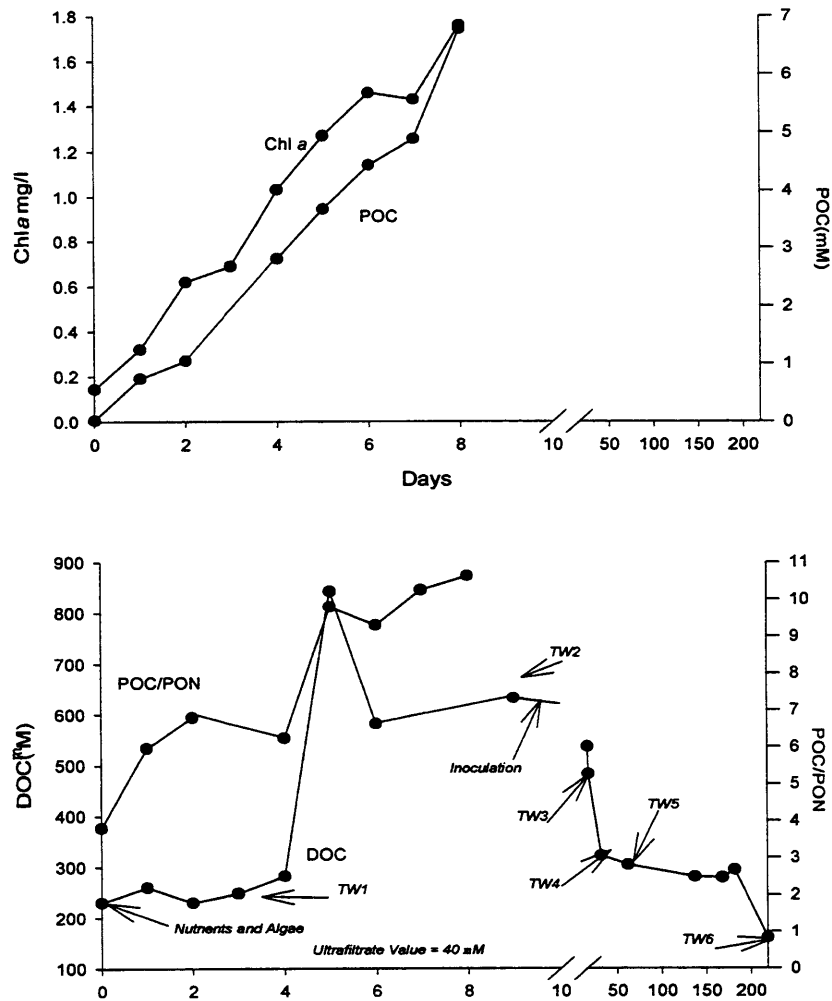 1.8
1.6
1.4
1.2
1.0
0.8
0.6
0.4
0.2
0.0
Chl a mg/l
Chl a
POC
7
6
5
4
3
2
1
0
POC(mM)
0 2 4 6 8 10 50 100 150 200
Days
900
800
700
600
500
400
300
200
100
DOC(mM)
POC/PON
DOC
TW2
Inoculation
TW3
TW5
TW4
TW1
TW6
Nutnents and Algae
Ultrafiltrate Value = 40 mM
11
10
9
8
7
6
5
4
3
2
1
0
POC/PON
0 2 4 6 8 10 50 100 150 200